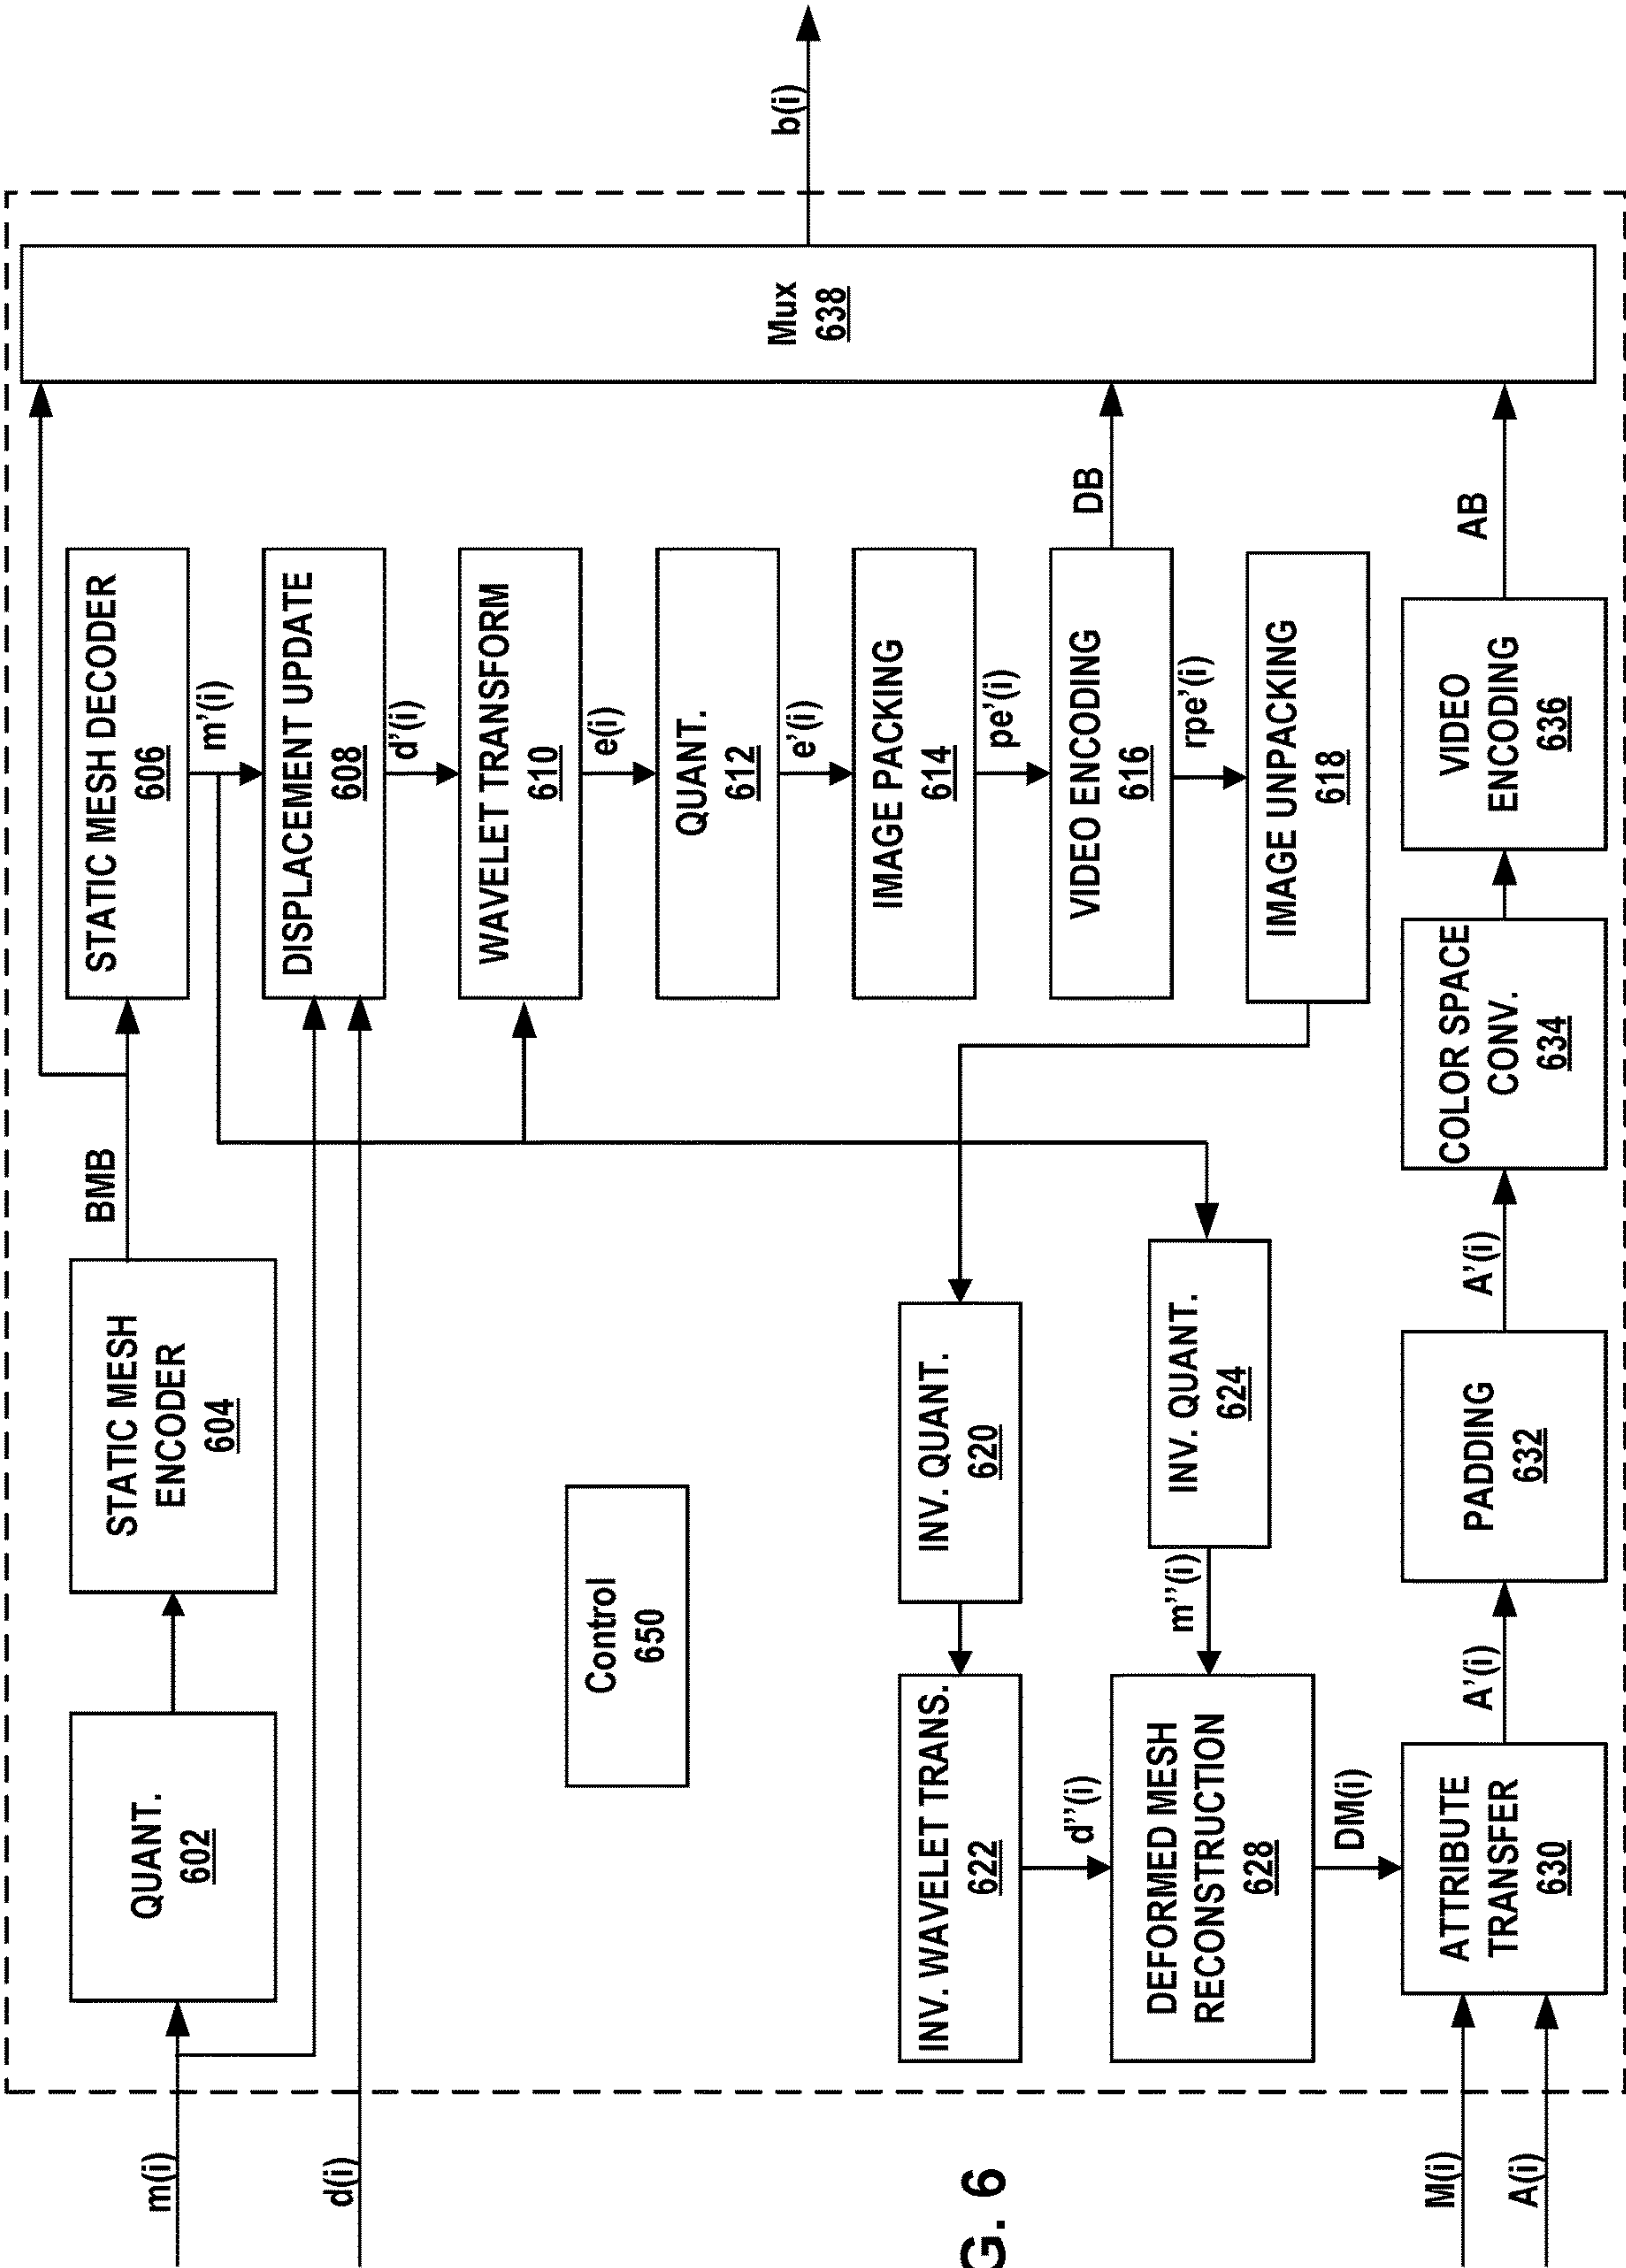 m(i)
QUANT.
602
STATIC MESH
ENCODER
604
BMB
STATIC MESH DECODER
606
m'(i)
d(i)
DISPLACEMENT UPDATE
608
d'(i)
WAVELET TRANSFORM
610
e(i)
QUANT.
612
e'(i)
IMAGE PACKING
614
pe'(i)
VIDEO ENCODING
616
DB
rpe'(i)
IMAGE UNPACKING
618
Control
650
INV. QUANT.
620
INV. WAVELET TRANS.
622
d''(i)
INV. QUANT.
624
m''(i)
DEFORMED MESH
RECONSTRUCTION
628
DM(i)
M(i)
A(i)
ATTRIBUTE
TRANSFER
630
A'(i)
PADDING
632
A'(i)
COLOR SPACE
CONV.
634
VIDEO
ENCODING
636
AB
Mux
638
b(i)
G. 6